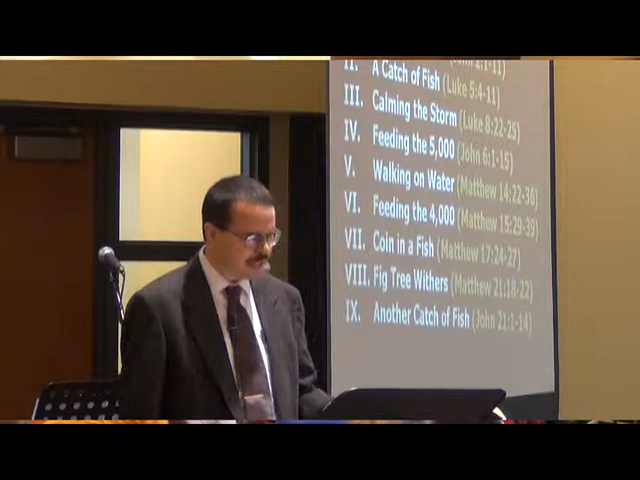 II. A Catch of Fish (Luke 5:4-11)
III. Calming the Storm (Luke 8:22-25)
IV. Feeding the 5,000 (John 6:1-15)
V. Walking on Water (Matthew 14:22-36)
VI. Feeding the 4,000 (Matthew 15:29-39)
VII. Coin in a Fish (Matthew 17:24-27)
VIII. Fig Tree Withers (Matthew 21:18-22)
IX. Another Catch of Fish (John 21:1-14)